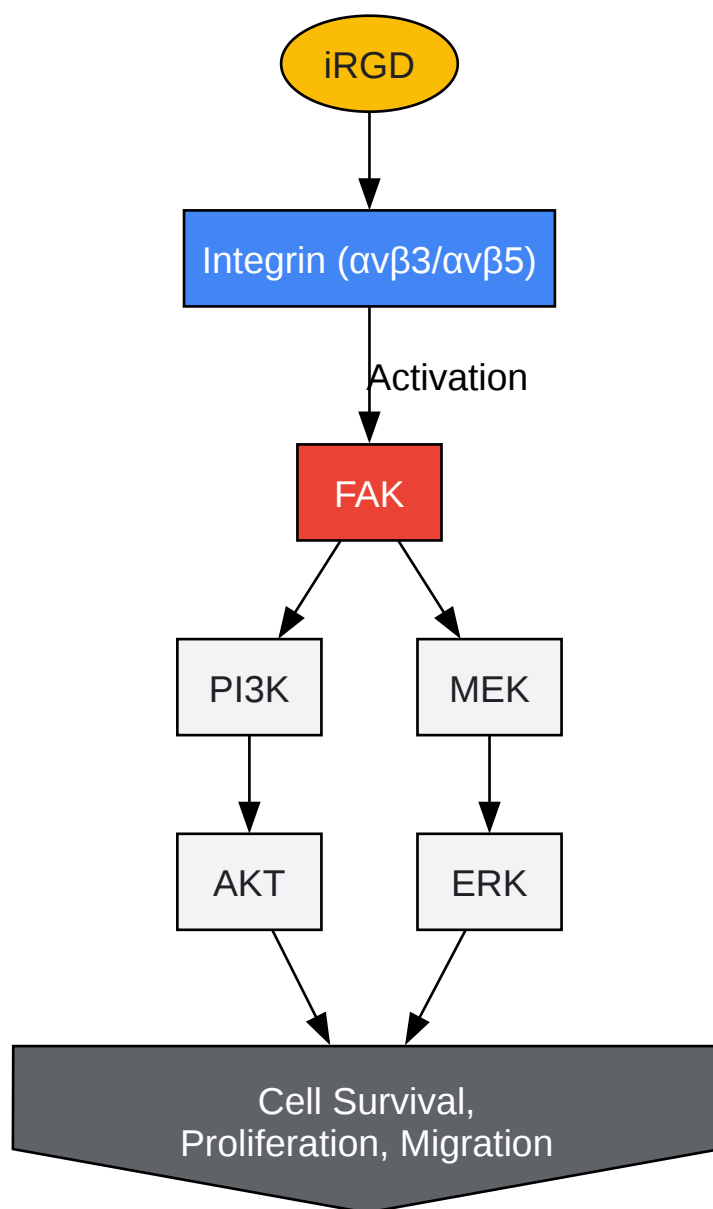 iRGD
Integrin (αvβ3/αvβ5)
Activation
FAK
PI3K
MEK
AKT
ERK
Cell Survival,
Proliferation, Migration